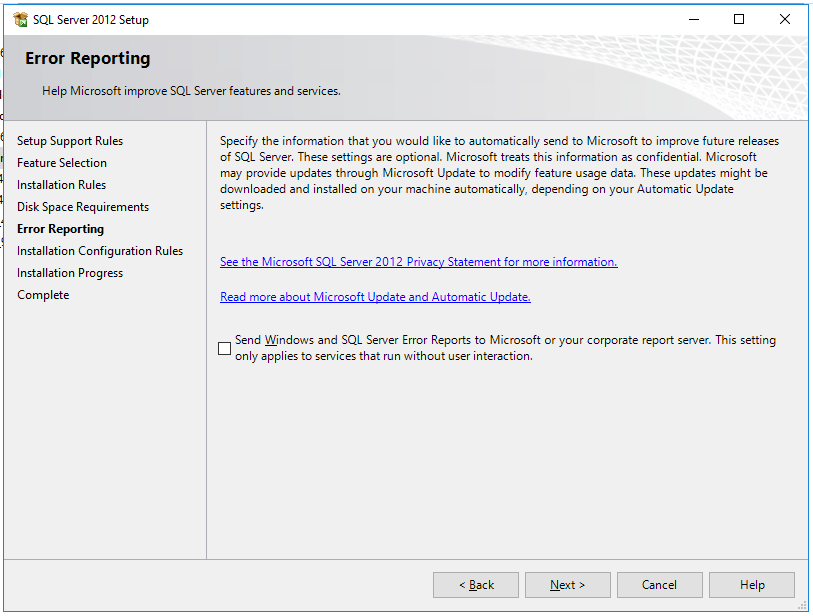 SQL Server 2012 Setup
Error Reporting
Help Microsoft improve SQL Server features and services.
Setup Support Rules
Feature Selection
Installation Rules
Disk Space Requirements
Error Reporting
Installation Configuration Rules
Installation Progress
Complete
Specify the information that you would like to automatically send to Microsoft to improve future releases
of SQL Server. These settings are optional. Microsoft treats this information as confidential. Microsoft
may provide updates through Microsoft Update to modify feature usage data. These updates might be
downloaded and installed on your machine automatically, depending on your Automatic Update
settings.
See the Microsoft SQL Server 2012 Privacy Statement for more information.
Read more about Microsoft Update and Automatic Update.
Send Windows and SQL Server Error Reports to Microsoft or your corporate report server. This setting
only applies to services that run without user interaction.
< Back
Next >
Cancel
Help